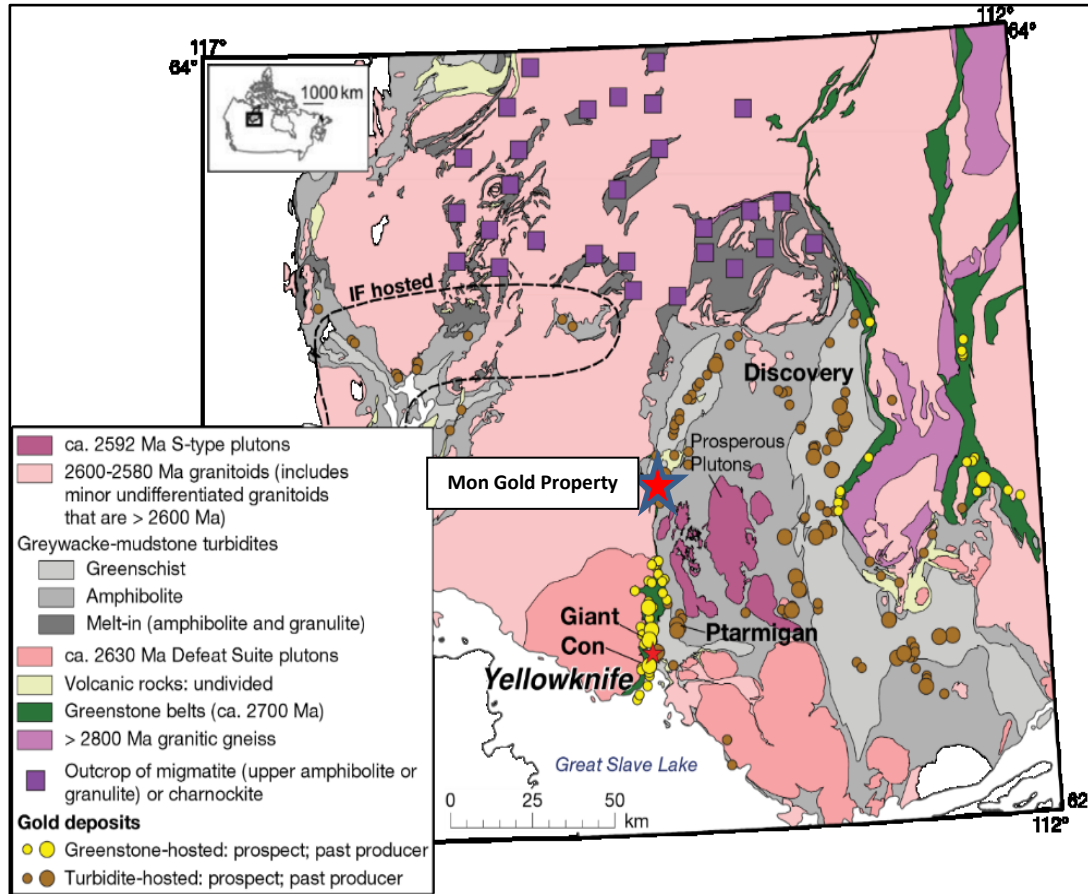 117°
64°
112°
64°
1000 km
IF hosted
Discovery
Prosperous
Plutons
Mon Gold Property
Giant
Con
Ptarmigan
Yellowknife
Great Slave Lake
0 25 50
km
62
112°
ca. 2592 Ma S-type plutons
2600-2580 Ma granitoids (includes
minor undifferentiated granitoids
that are > 2600 Ma)
Greywacke-mudstone turbidites
Greenschist
Amphibolite
Melt-in (amphibolite and granulite)
ca. 2630 Ma Defeat Suite plutons
Volcanic rocks: undivided
Greenstone belts (ca. 2700 Ma)
> 2800 Ma granitic gneiss
Outcrop of migmatite (upper amphibolite or
granulite) or charnockite
Gold deposits
Greenstone-hosted: prospect; past producer
Turbidite-hosted: prospect; past producer